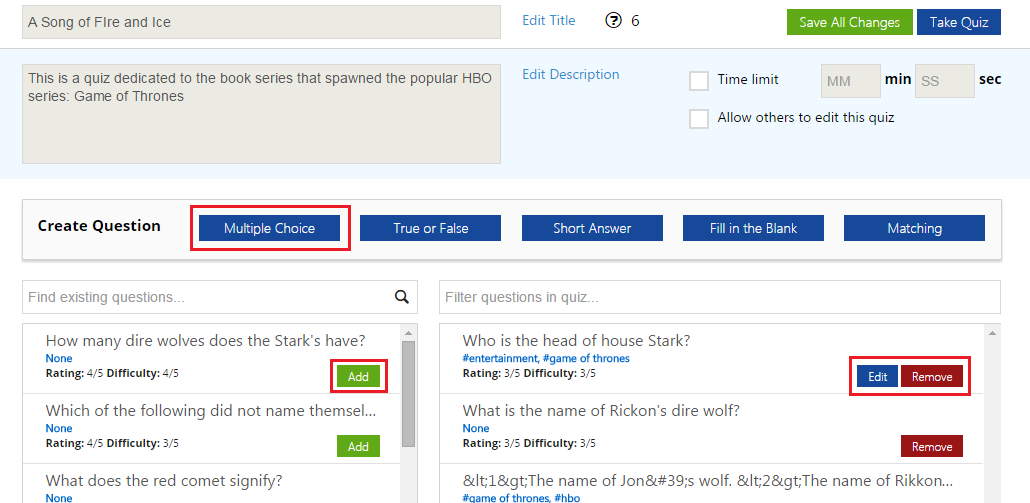 A Song of FIre and Ice
Edit Title
? 6
Save All Changes
Take Quiz
This is a quiz dedicated to the book series that spawned the popular HBO
series: Game of Thrones
Edit Description
Time limit
MM min SS sec
Allow others to edit this quiz
Create Question
Multiple Choice
True or False
Short Answer
Fill in the Blank
Matching
Find existing questions...
How many dire wolves does the Stark's have?
None
Rating: 4/5 Difficulty: 4/5
Add
Which of the following did not name themsel...
None
Rating: 4/5 Difficulty: 3/5
Add
What does the red comet signify?
None
Filter questions in quiz...
Who is the head of house Stark?
#entertainment, #game of thrones
Rating: 3/5 Difficulty: 3/5
Edit
Remove
What is the name of Rickon's dire wolf?
None
Rating: 3/5 Difficulty: 3/5
Remove
&lt;1&gt;The name of Jon&#39;s wolf. &lt;2&gt;The name of Rikkon...
#game of thrones, #hbo